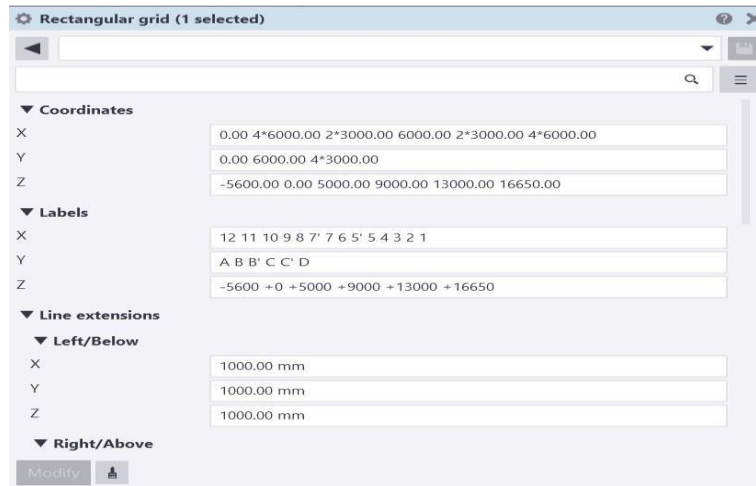 Rectangular grid (1 selected)
Coordinates
X 0.00 4*6000.00 2*3000.00 6000.00 2*3000.00 4*6000.00
Y 0.00 6000.00 4*3000.00
Z -5600.00 0.00 5000.00 9000.00 13000.00 16650.00
Labels
X 12 11 10 9 8 7' 7 6 5' 5 4 3 2 1
Y A B B' C C' D
Z -5600 +0 +5000 +9000 +13000 +16650
Line extensions
Left/Below
X 1000.00 mm
Y 1000.00 mm
Z 1000.00 mm
Right/Above
Modify